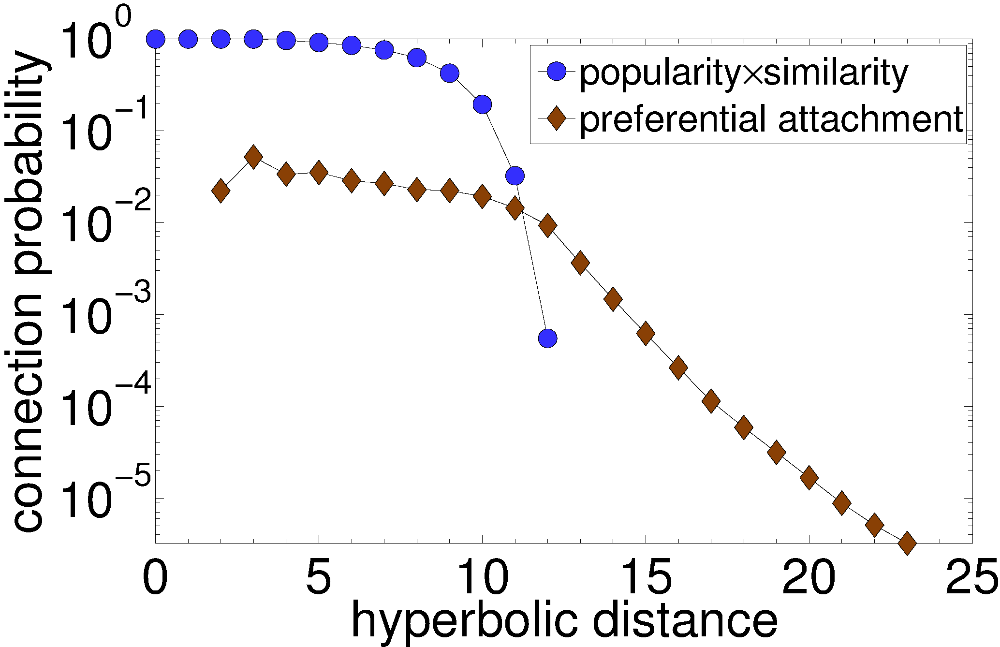 connection probability
10^0
10^−1
10^−2
10^−3
10^−4
10^−5
popularity×similarity
preferential attachment
0 5 10 15 20 25
hyperbolic distance